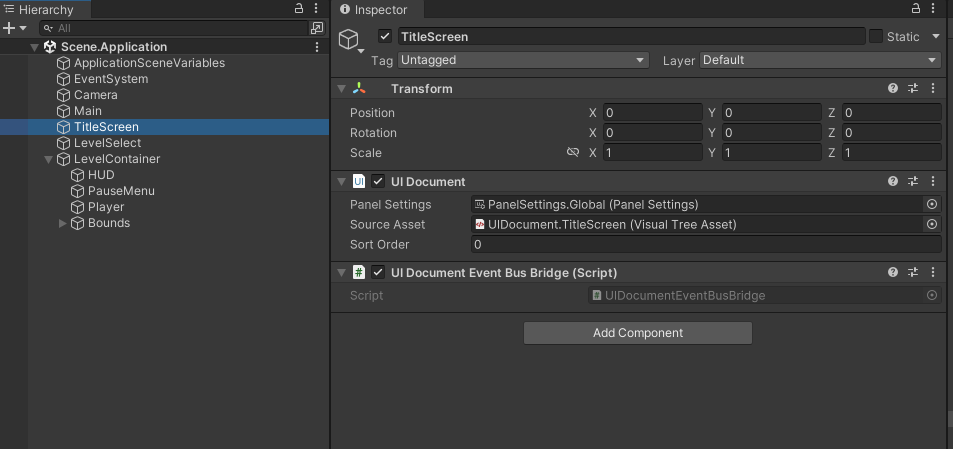 Hierarchy
All
Scene.Application
ApplicationSceneVariables
EventSystem
Camera
Main
TitleScreen
LevelSelect
LevelContainer
HUD
PauseMenu
Player
Bounds
Inspector
TitleScreen Static
Tag Untagged Layer Default
Transform
Position X 0 Y 0 Z 0
Rotation X 0 Y 0 Z 0
Scale X 1 Y 1 Z 1
UI UI Document
Panel Settings PanelSettings.Global (Panel Settings)
Source Asset UIDocument.TitleScreen (Visual Tree Asset)
Sort Order 0
# UI Document Event Bus Bridge (Script)
Script # UIDocumentEventBusBridge
Add Component